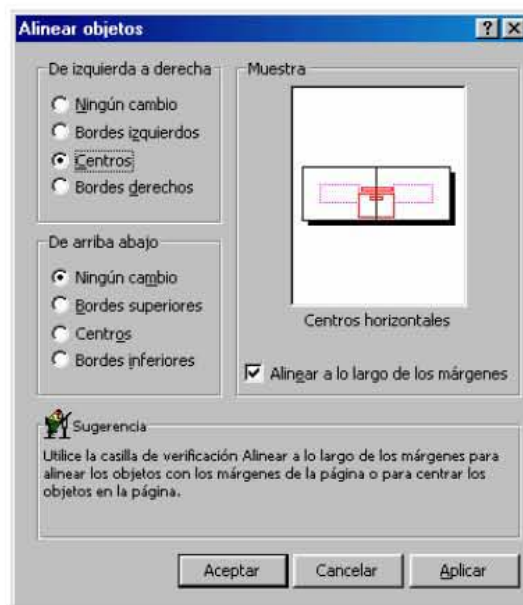 Alinear objetos
De izquierda a derecha
Ningún cambio
Bordes izquierdos
Centros
Bordes derechos
De arriba abajo
Ningún cambio
Bordes superiores
Centros
Bordes inferiores
Muestra
Centros horizontales
Alinear a lo largo de los márgenes
Sugerencia
Utilice la casilla de verificación Alinear a lo largo de los márgenes para
alinear los objetos con los márgenes de la página o para centrar los
objetos en la página.
Aceptar
Cancelar
Aplicar